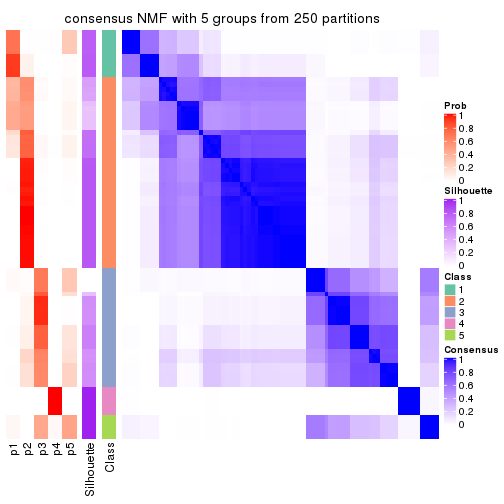 consensus NMF with 5 groups from 250 partitions
Prob
1
0.8
0.6
0.4
0.2
0
Silhouette
1
0.8
0.6
0.4
0.2
0
Class
1
2
3
4
5
Consensus
1
0.8
0.6
0.4
0.2
0
p1
p2
p3
p4
p5
Silhouette
Class